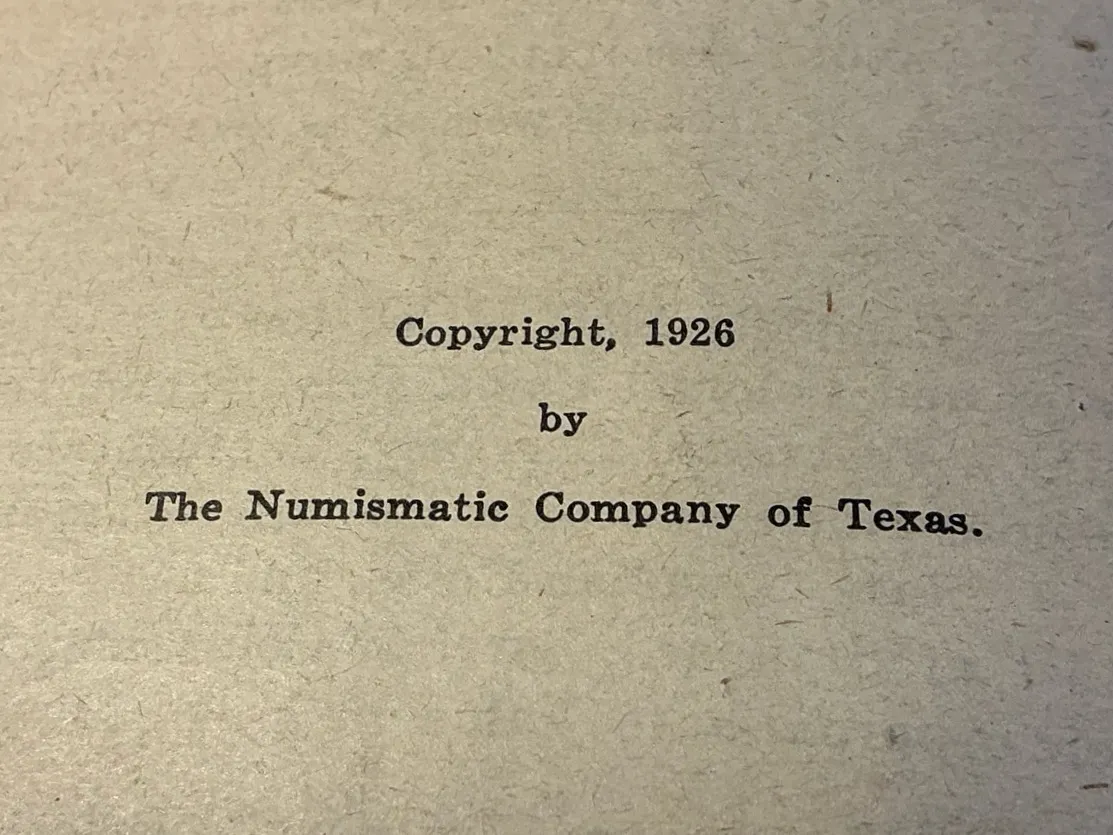 Copyright, 1926
by
The Numismatic Company of Texas.